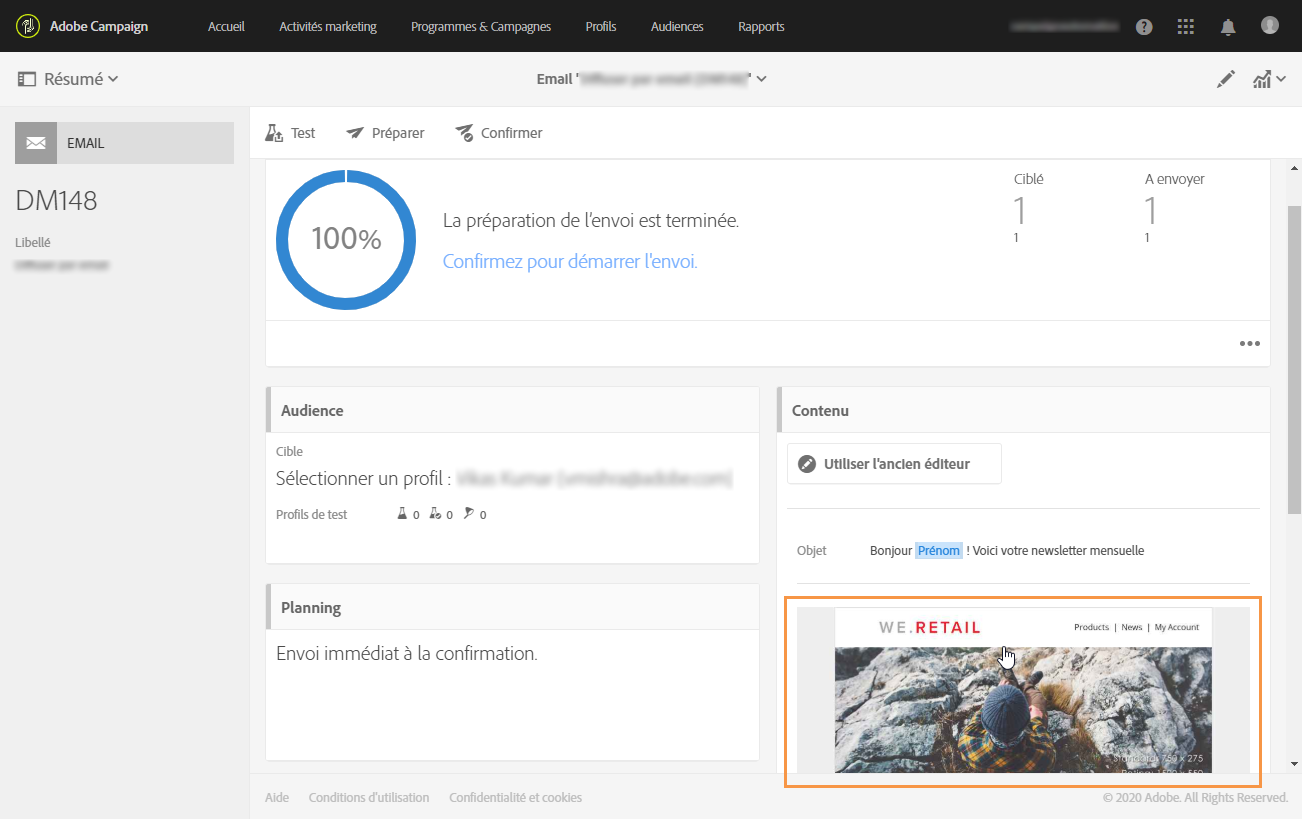 Adobe Campaign
Accueil
Activités marketing
Programmes & Campagnes
Profils
Audiences
Rapports
?
Résumé
Email '
'
EMAIL
DM148
Libellé
Test
Préparer
Confirmer
100%
La préparation de l’envoi est terminée.
Confirmez pour démarrer l'envoi.
Ciblé
1
1
A envoyer
1
1
Audience
Cible
Sélectionner un profil :
Profils de test
0
0
0
Planning
Envoi immédiat à la confirmation.
Contenu
Utiliser l'ancien éditeur
Objet
Bonjour Prénom ! Voici votre newsletter mensuelle
WE.RETAIL
Products | News | My Account
Standard: 750 x 275
Aide
Conditions d'utilisation
Confidentialité et cookies
© 2020 Adobe. All Rights Reserved.